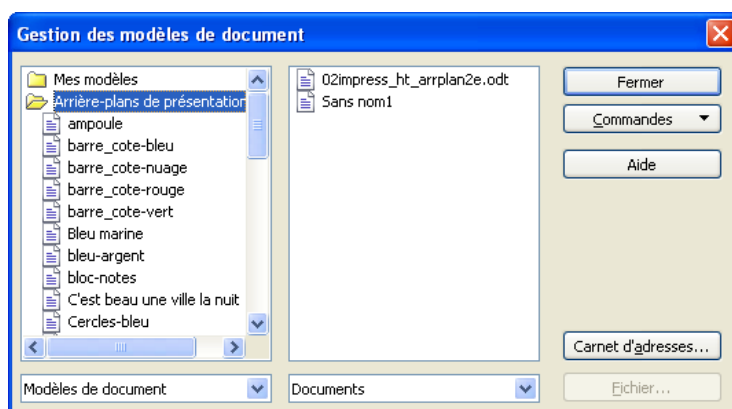 Gestion des modèles de document
Mes modèles
Arrière-plans de présentation
ampoule
barre_cote-bleu
barre_cote-nuage
barre_cote-rouge
barre_cote-vert
Bleu marine
bleu-argent
bloc-notes
C'est beau une ville la nuit
Cercles-bleu
Modèles de document
02impress_ht_arrplan2e.odt
Sans nom1
Documents
Fermer
Commandes
Aide
Carnet d'adresses...
Fichier...